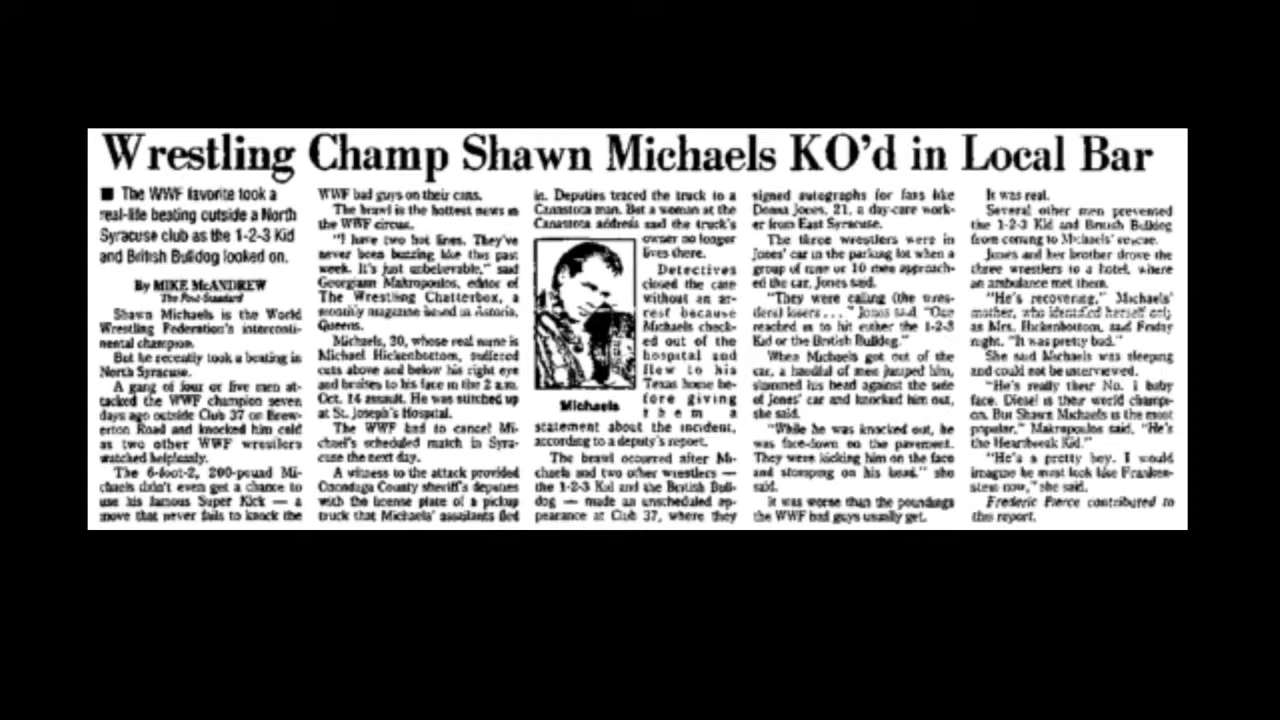 Wrestling Champ Shawn Michaels KO'd in Local Bar
■ The WWF favorite took a
real-life beating outside a North
Syracuse club as the 1-2-3 Kid
and British Bulldog looked on.
By MIKE McANDREW
The Post-Standard
Shawn Michaels is the World
Wrestling Federation's interconti-
nental champion.
But he recently took a beating in
North Syracuse.
A gang of four or five men at-
tacked the WWF champion seven
days ago outside Club 37 on Brew-
erton Road and knocked him cold
as two other WWF wrestlers
watched helplessly.
The 6-foot-2, 200-pound Mi-
chaels didn't even get a chance to
use his famous Super Kick — a
move that never fails to knock the
WWF bad guys on their cans.
The brawl is the hottest news in
the WWF circus.
"I have two hot lines. They've
never been buzzing like this past
week. It's just unbelievable," said
Georgiann Makropoulos, editor of
The Wrestling Chatterbox, a
monthly magazine based in Astoria,
Queens.
Michaels, 30, whose real name is
Michael Hickenbottom, suffered
cuts above and below his right eye
and bruises to his face in the 2 a.m.
Oct. 14 assault. He was stitched up
at St. Joseph's Hospital.
The WWF had to cancel Mi-
chael's scheduled match in Syra-
cuse the next day.
A witness to the attack provided
Onondaga County sheriff's deputies
with the license plate of a pickup
truck that Michaels' assailants fled
in. Deputies traced the truck to a
Canastota man. But a woman at the
Canastota address said the truck's
owner no longer
lives there.
Detectives
closed the case
without an ar-
rest because
Michaels check-
ed out of the
hospital and
flew to his
Texas home be-
fore giving
them a
Michaels
statement about the incident,
according to a deputy's report.
The brawl occurred after Mi-
chaels and two other wrestlers —
the 1-2-3 Kid and the British Bull-
dog — made an unscheduled ap-
pearance at Club 37, where they
signed autographs for fans like
Donna Jones, 21, a day-care work-
er from East Syracuse.
The three wrestlers were in
Jones' car in the parking lot when a
group of nine or 10 men approach-
ed the car, Jones said.
"They were calling (the wres-
tlers) losers . . . " Jones said. "One
reached in to hit either the 1-2-3
Kid or the British Bulldog."
When Michaels got out of the
car, a handful of men jumped him,
slammed his head against the side
of Jones' car and knocked him out,
she said.
"While he was knocked out, he
was face-down on the pavement.
They were kicking him on the face
and stomping on his head," she
said.
It was worse than the poundings
the WWF bad guys usually get.
It was real.
Several other men prevented
the 1-2-3 Kid and British Bulldog
from coming to Michaels' rescue.
Jones and her brother drove the
three wrestlers to a hotel, where
an ambulance met them.
"He's recovering," Michaels'
mother, who identified herself only
as Mrs. Hickenbottom, said Friday
night. "It was pretty bad."
She said Michaels was sleeping
and could not be interviewed.
"He's really their No. 1 baby
face. Diesel is their world champi-
on. But Shawn Michaels is the most
popular," Makropoulos said. "He's
the Heartbreak Kid."
"He's a pretty boy. I would
imagine he must look like Franken-
stein now," she said.
Frederic Pierce contributed to
this report.